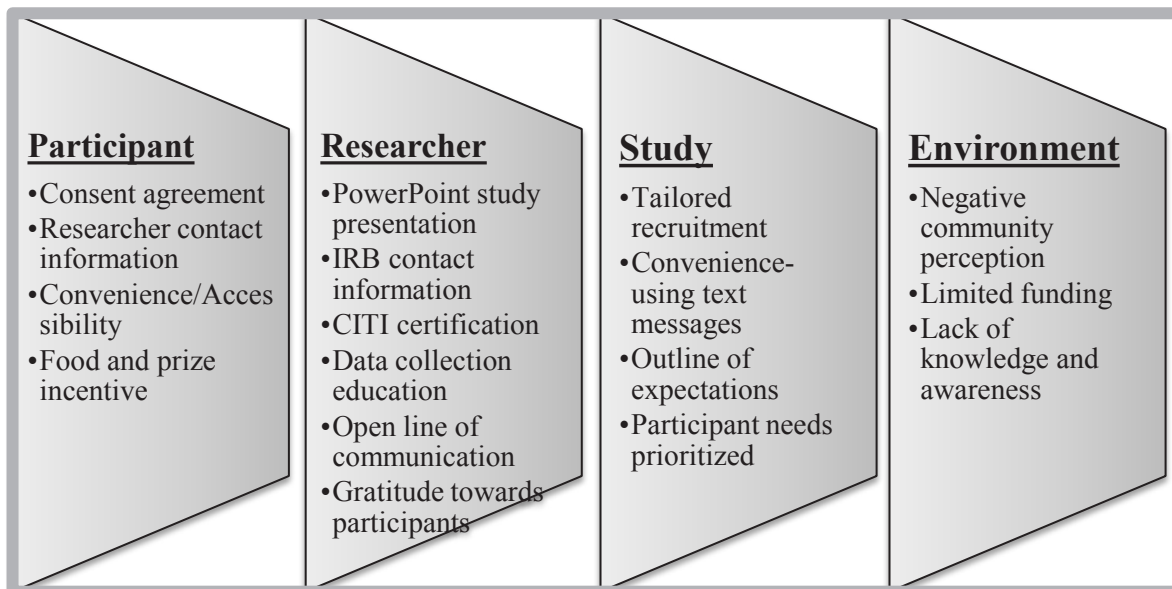 Participant
•Consent agreement
•Researcher contact
information
•Convenience/Acces
sibility
•Food and prize
incentive
Researcher
•PowerPoint study
presentation
•IRB contact
information
•CITI certification
•Data collection
education
•Open line of
communication
•Gratitude towards
participants
Study
•Tailored
recruitment
•Convenience-
using text
messages
•Outline of
expectations
•Participant needs
prioritized
Environment
•Negative
community
perception
•Limited funding
•Lack of
knowledge and
awareness